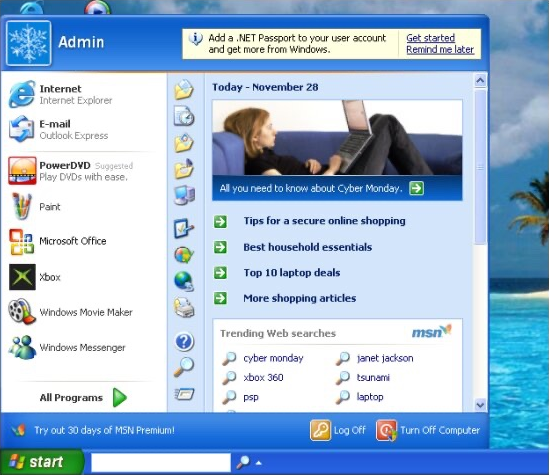 Admin
Add a .NET Passport to your user account
and get more from Windows.
Get started
Remind me later
Internet
Internet Explorer
E-mail
Outlook Express
PowerDVD Suggested
Play DVDs with ease.
Paint
Microsoft Office
Xbox
Windows Movie Maker
Windows Messenger
All Programs
Today - November 28
All you need to know about Cyber Monday.
Tips for a secure online shopping
Best household essentials
Top 10 laptop deals
More shopping articles
Trending Web searches
msn
cyber monday
janet jackson
xbox 360
tsunami
psp
laptop
Try out 30 days of MSN Premium!
Log Off
Turn Off Computer
start